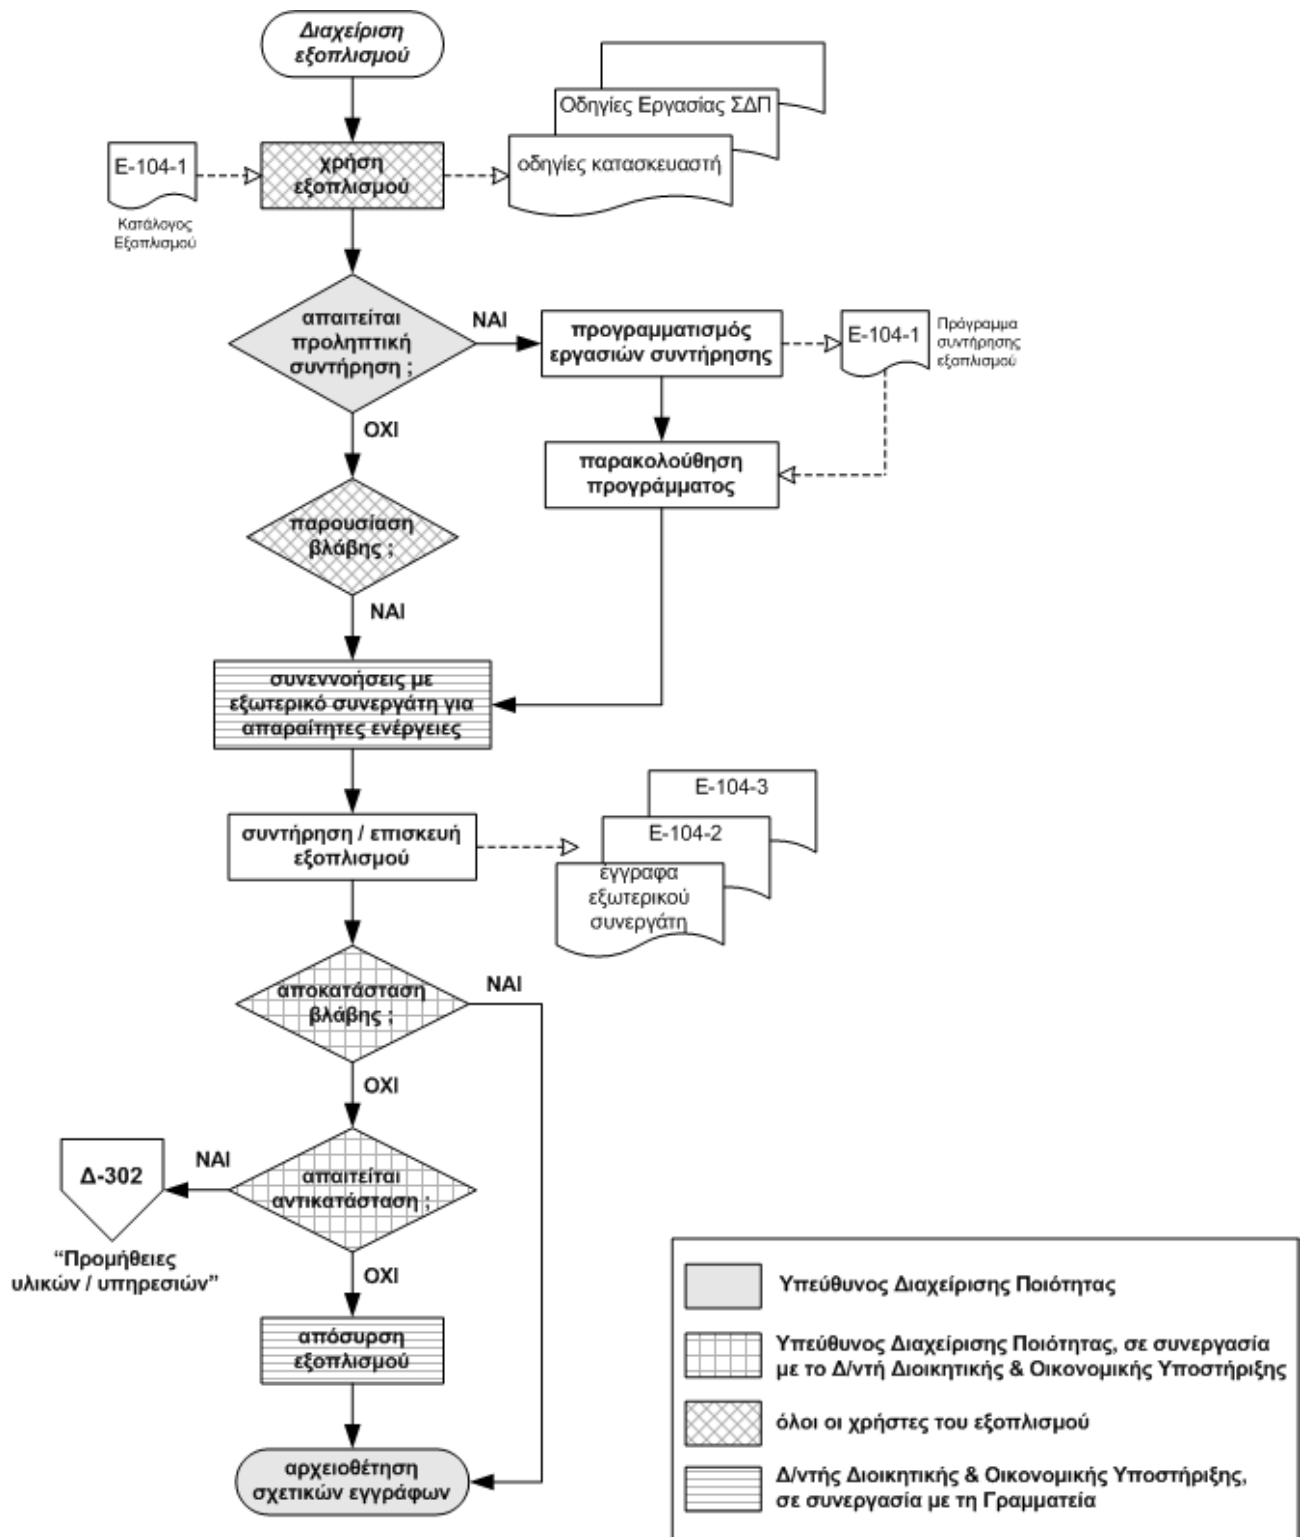 Διαχείριση
εξοπλισμού
Οδηγίες Εργασίας ΣΔΠ
οδηγίες κατασκευαστή
E-104-1
Κατάλογος
Εξοπλισμού
χρήση
εξοπλισμού
απαιτείται
προληπτική
συντήρηση ;
ΝΑΙ
προγραμματισμός
εργασιών συντήρησης
E-104-1
Πρόγραμμα
συντήρησης
εξοπλισμού
ΟΧΙ
παρακολούθηση
προγράμματος
παρουσίαση
βλάβης ;
ΝΑΙ
συνεννοήσεις με
εξωτερικό συνεργάτη για
απαραίτητες ενέργειες
συντήρηση / επισκευή
εξοπλισμού
E-104-3
E-104-2
έγγραφα
εξωτερικού
συνεργάτη
αποκατάσταση
βλάβης ;
ΝΑΙ
ΟΧΙ
απαιτείται
αντικατάσταση ;
ΝΑΙ
Δ-302
“Προμήθειες
υλικών / υπηρεσιών”
ΟΧΙ
απόσυρση
εξοπλισμού
αρχειοθέτηση
σχετικών εγγράφων
Υπεύθυνος Διαχείρισης Ποιότητας
Υπεύθυνος Διαχείρισης Ποιότητας, σε συνεργασία
με το Δ/ντή Διοικητικής & Οικονομικής Υποστήριξης
όλοι οι χρήστες του εξοπλισμού
Δ/ντής Διοικητικής & Οικονομικής Υποστήριξης,
σε συνεργασία με τη Γραμματεία